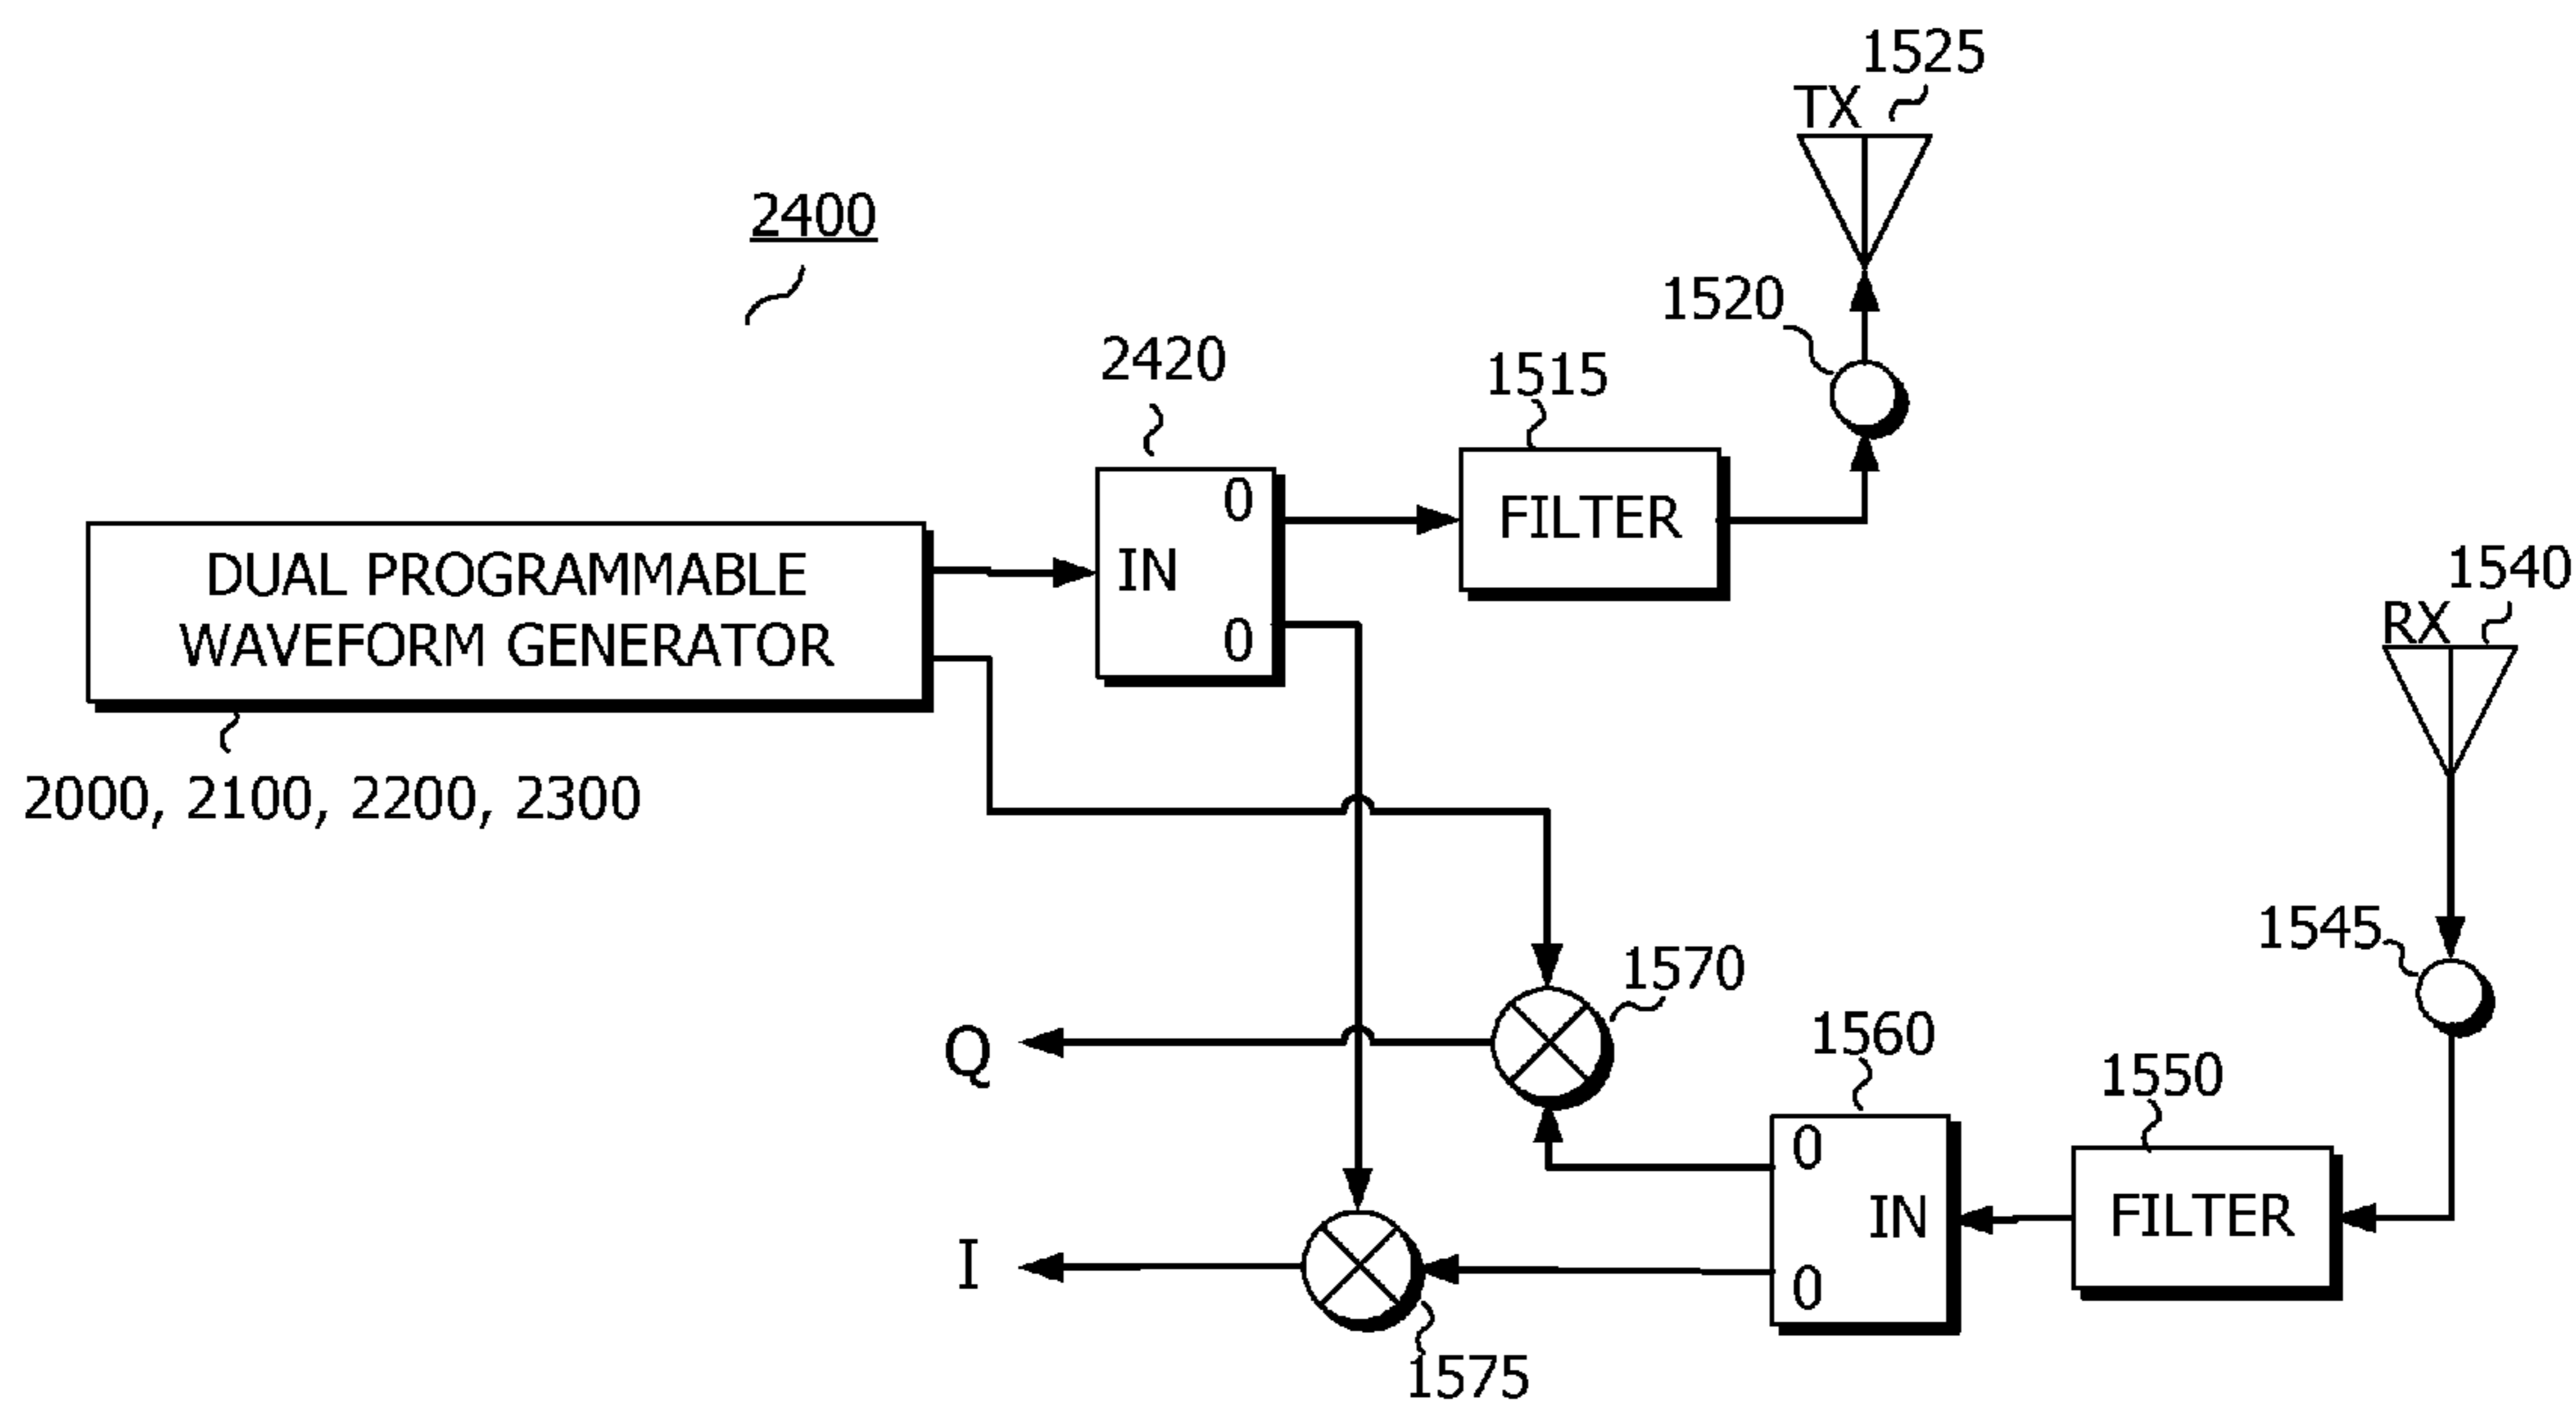 1525
TX
2400
1520
2420
1515
0
FILTER
IN
DUAL PROGRAMMABLE
WAVEFORM GENERATOR
0
1540
RX
2000, 2100, 2200, 2300
1545
1570
1560
Q
1550
0
IN
FILTER
I
0
1575